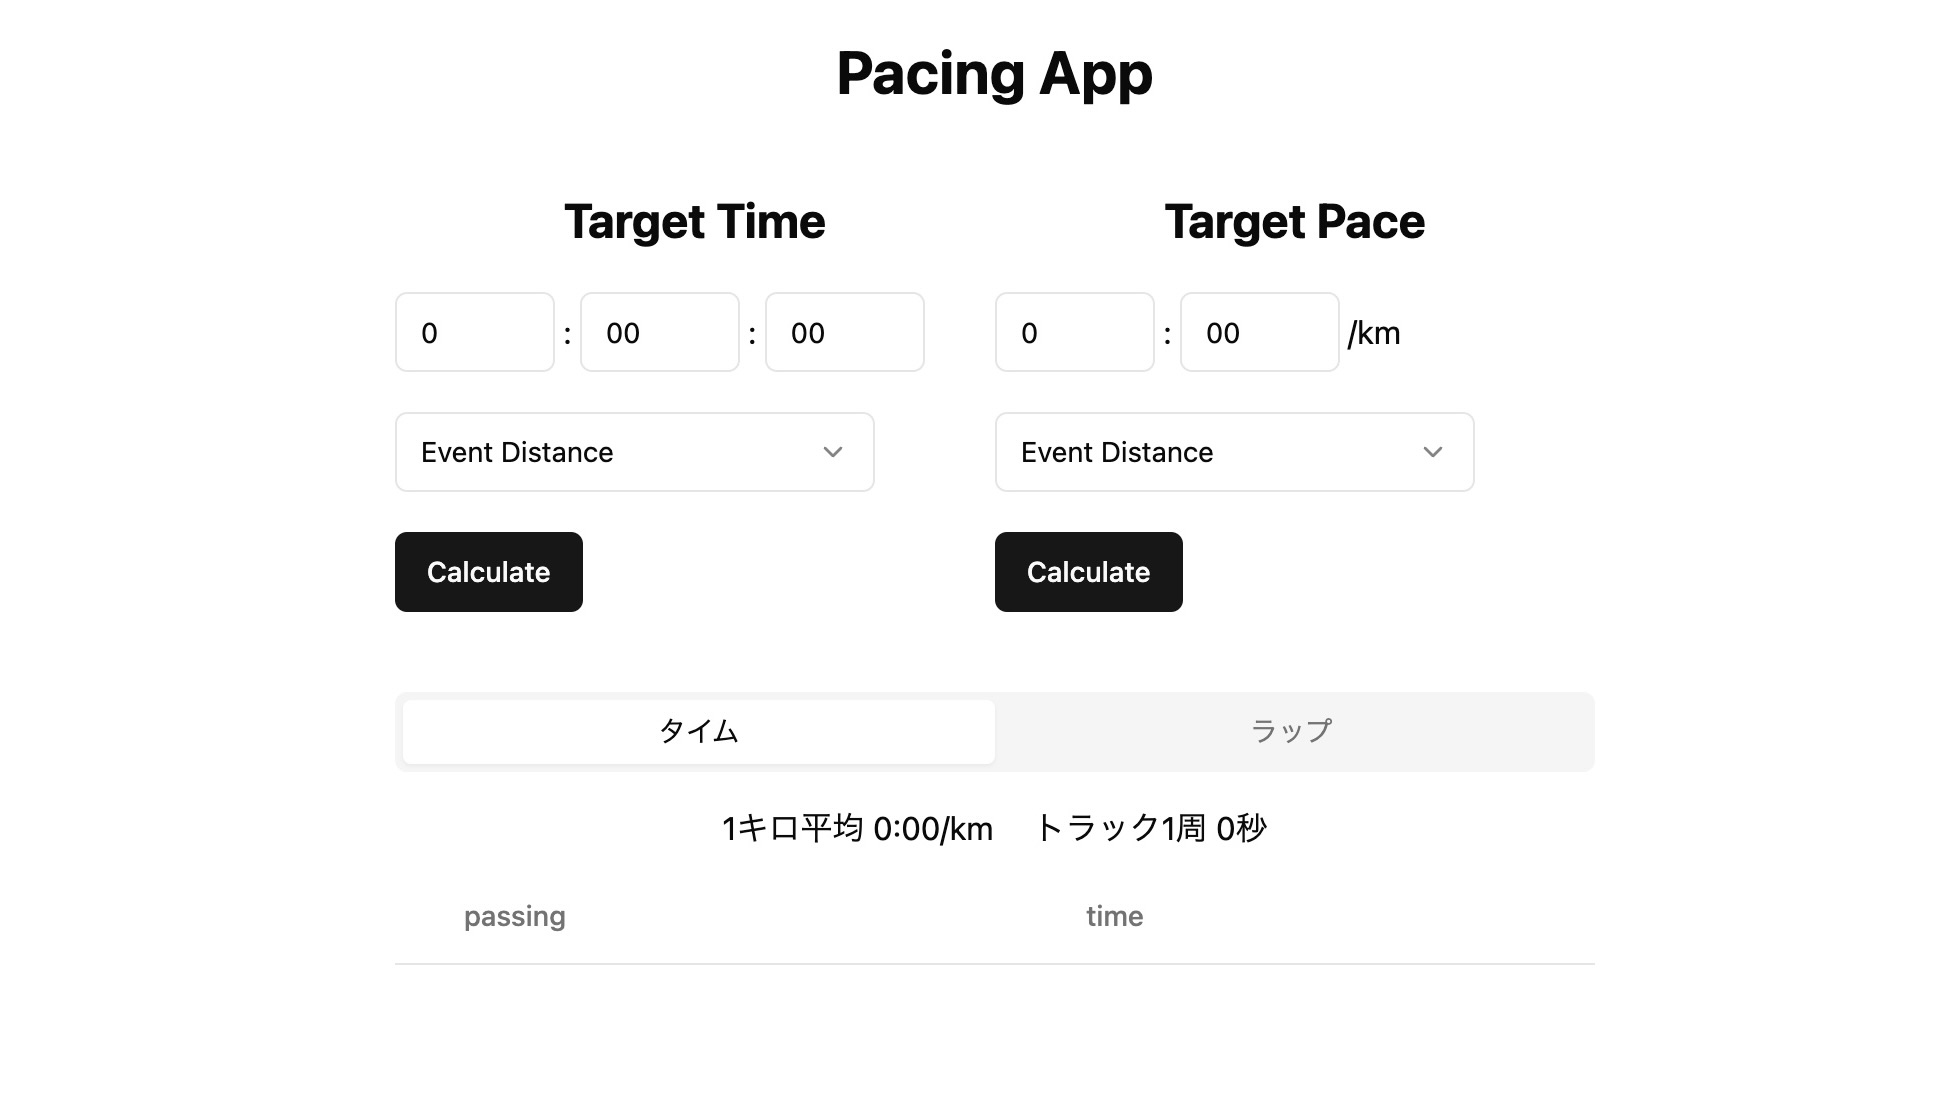 Pacing App
Target Time
0 : 00 : 00
Event Distance
Calculate
Target Pace
0 : 00 /km
Event Distance
Calculate
タイム ラップ
1キロ平均 0:00/km トラック1周 0秒
passing time